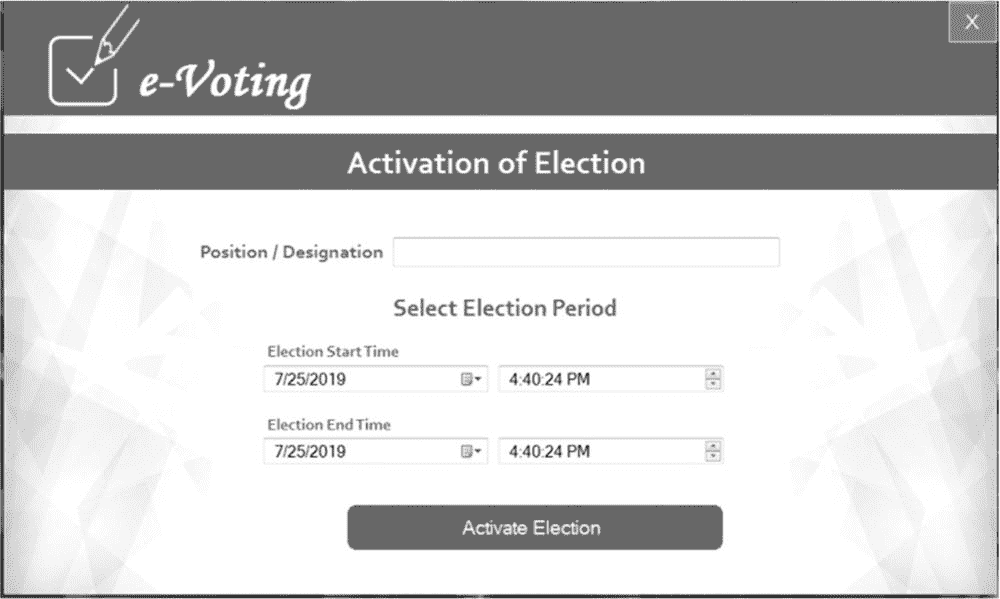 X
e-Voting
Activation of Election
Position / Designation
Select Election Period
Election Start Time
7/25/2019 4:40:24 PM
Election End Time
7/25/2019 4:40:24 PM
Activate Election